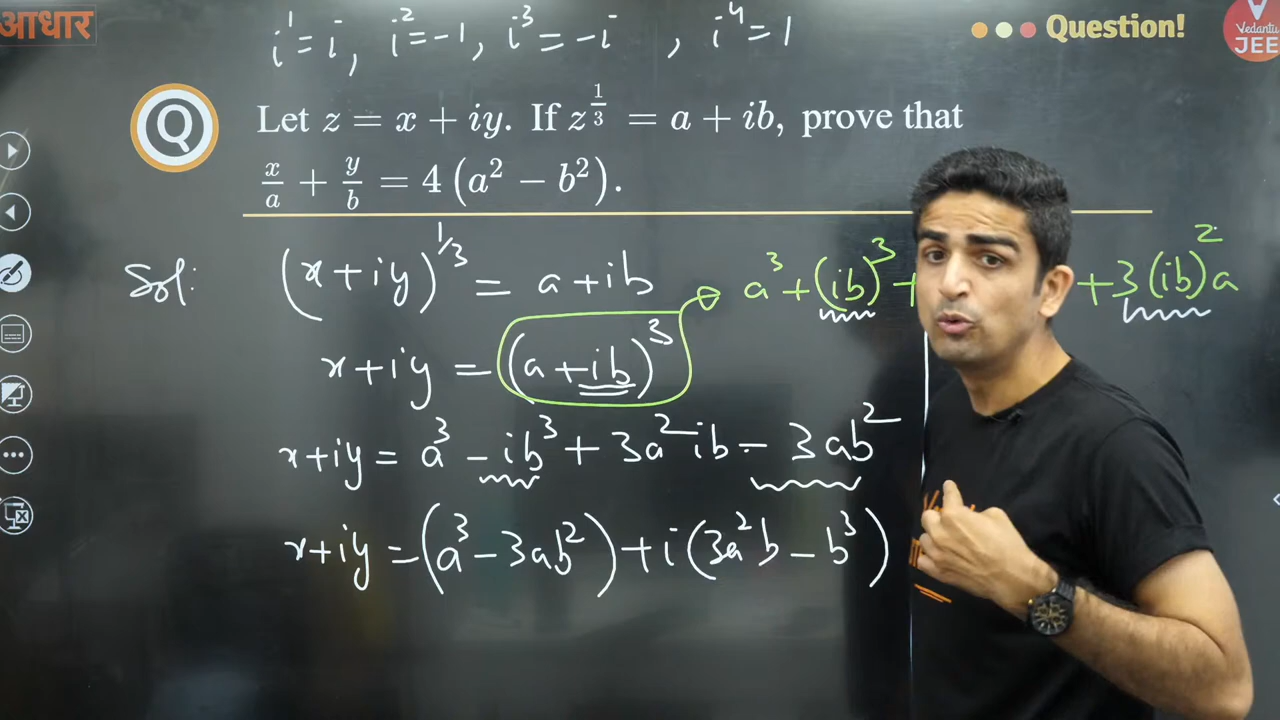 आधार
i¹ = i, i² = -1, i³ = -i , i⁴ = 1
Question!
Vedantu
JEE
Q
Let z = x + iy. If z^(1/3) = a + ib, prove that
x/a + y/b = 4 (a² − b²).
Sol: (x + iy)^(1/3) = a + ib
a³ + (ib)³ + + 3(ib)²a
x + iy = (a + ib)³
x + iy = a³ - ib³ + 3a²ib - 3ab²
x + iy = (a³ - 3ab²) + i(3a²b - b³)